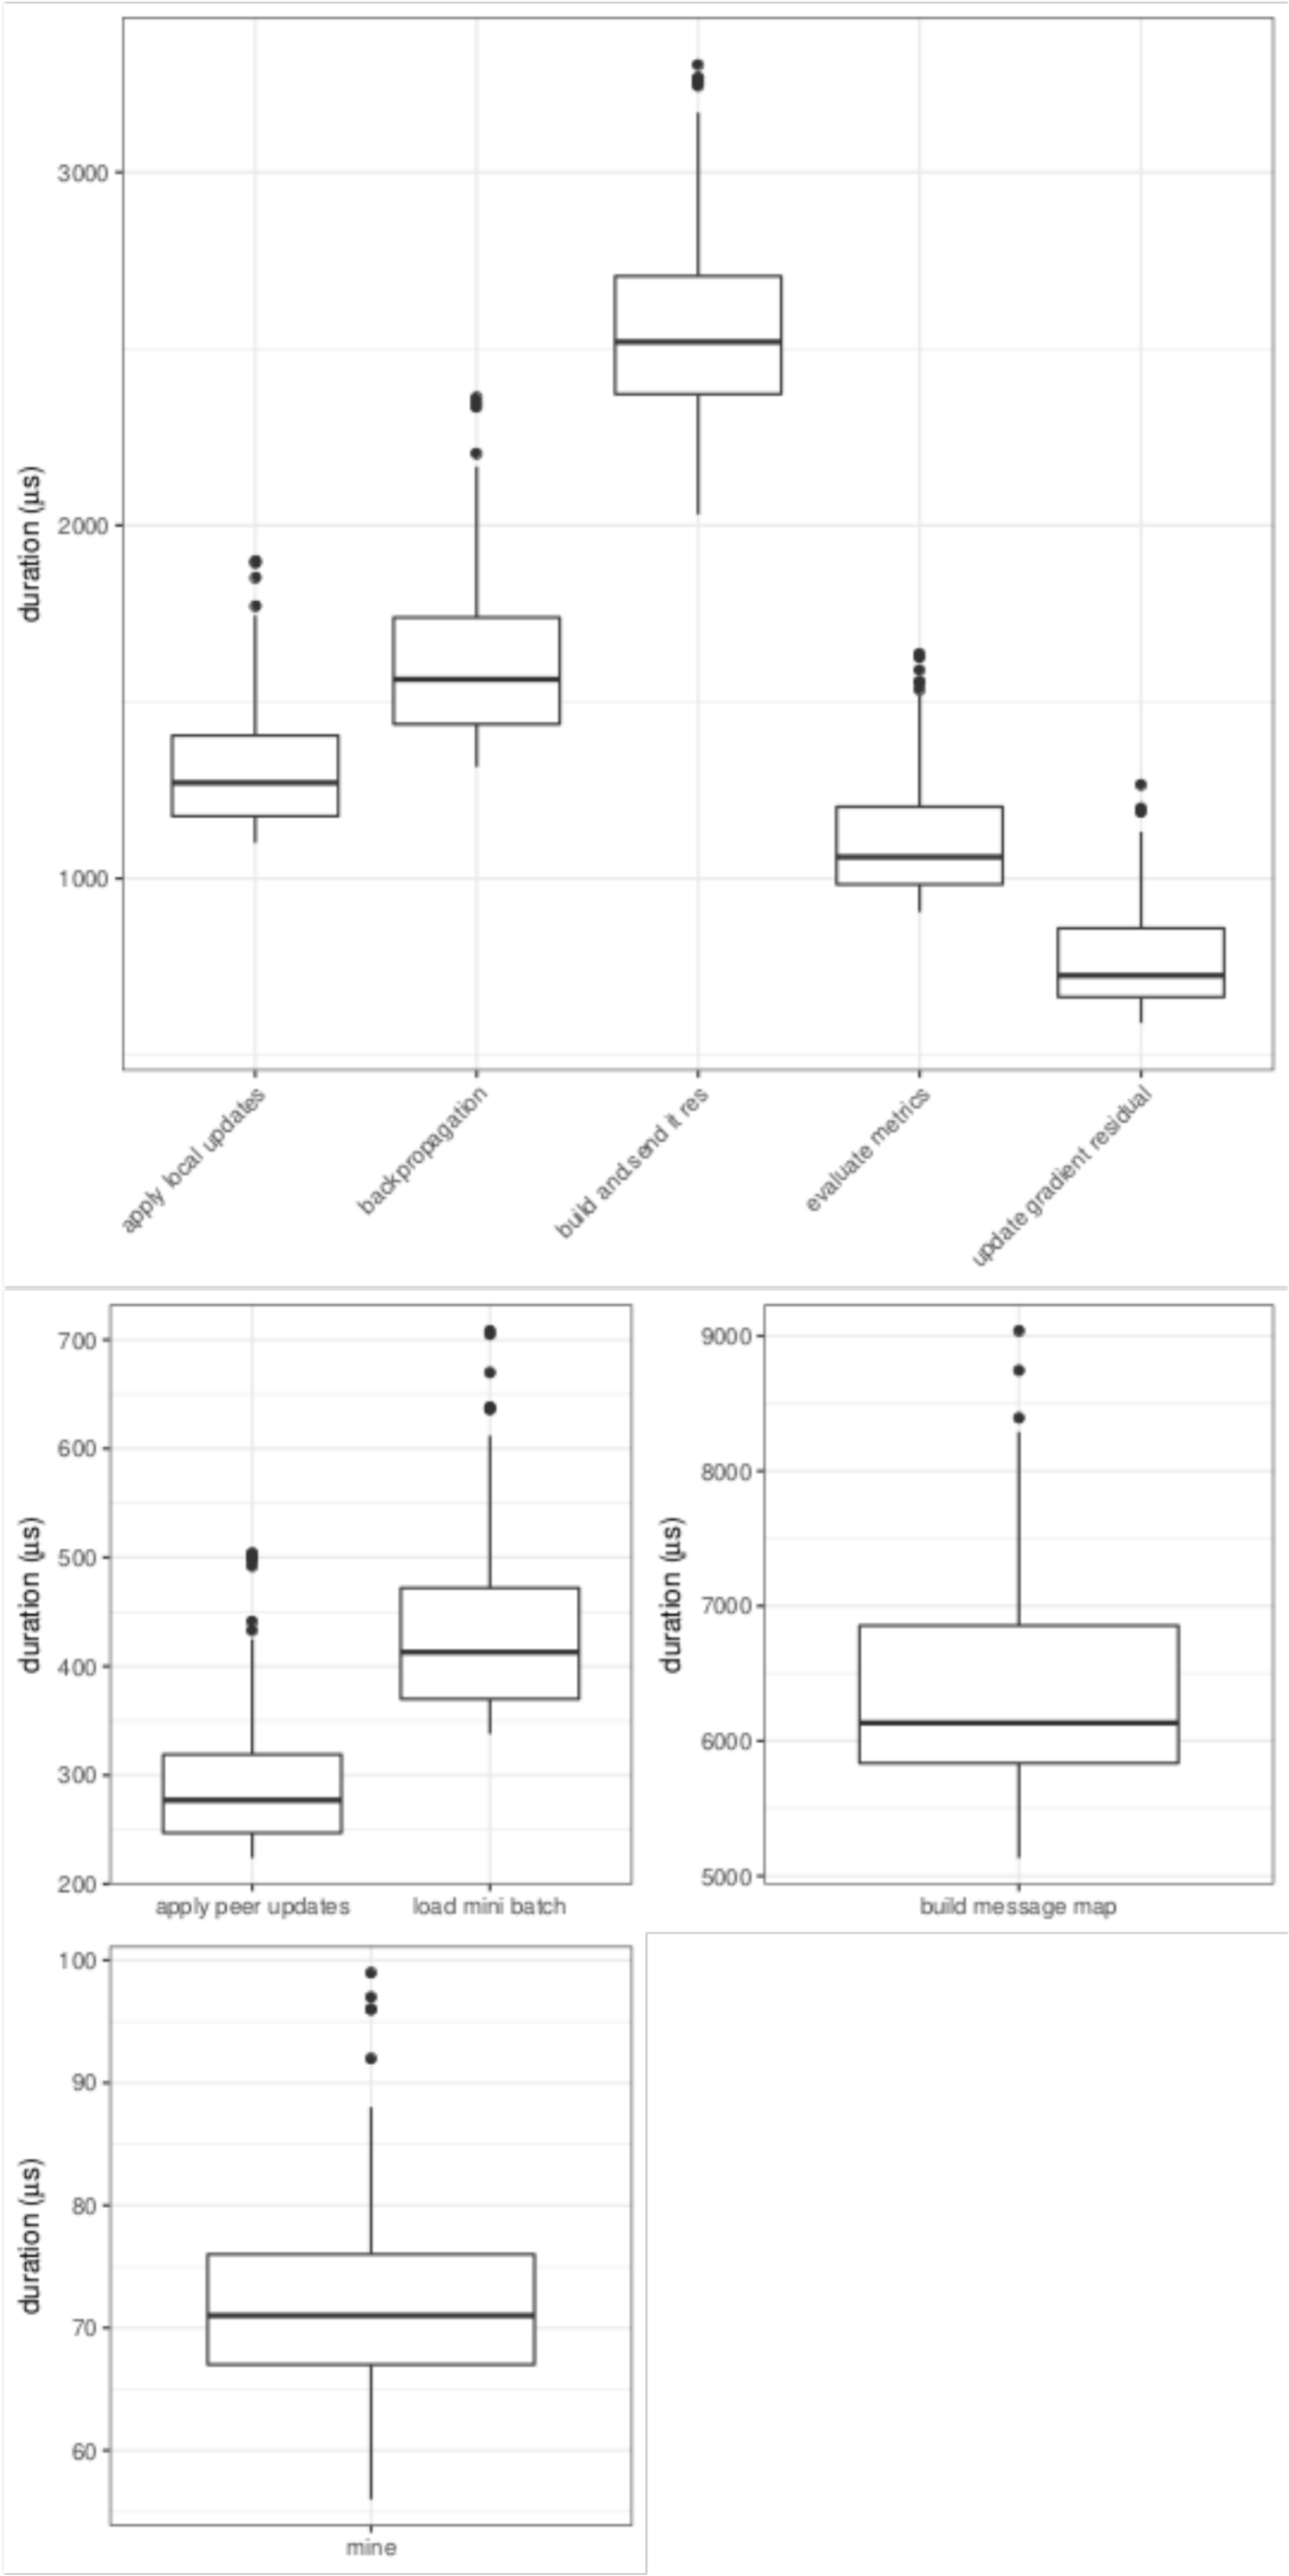 duration (µs)
3000
2000
1000
apply local updates
backpropagation
build and send it res
evaluate metrics
update gradient residual
duration (µs)
700
600
500
400
300
200
apply peer updates
load mini batch
duration (µs)
9000
8000
7000
6000
5000
build message map
duration (µs)
100
90
80
70
60
mine